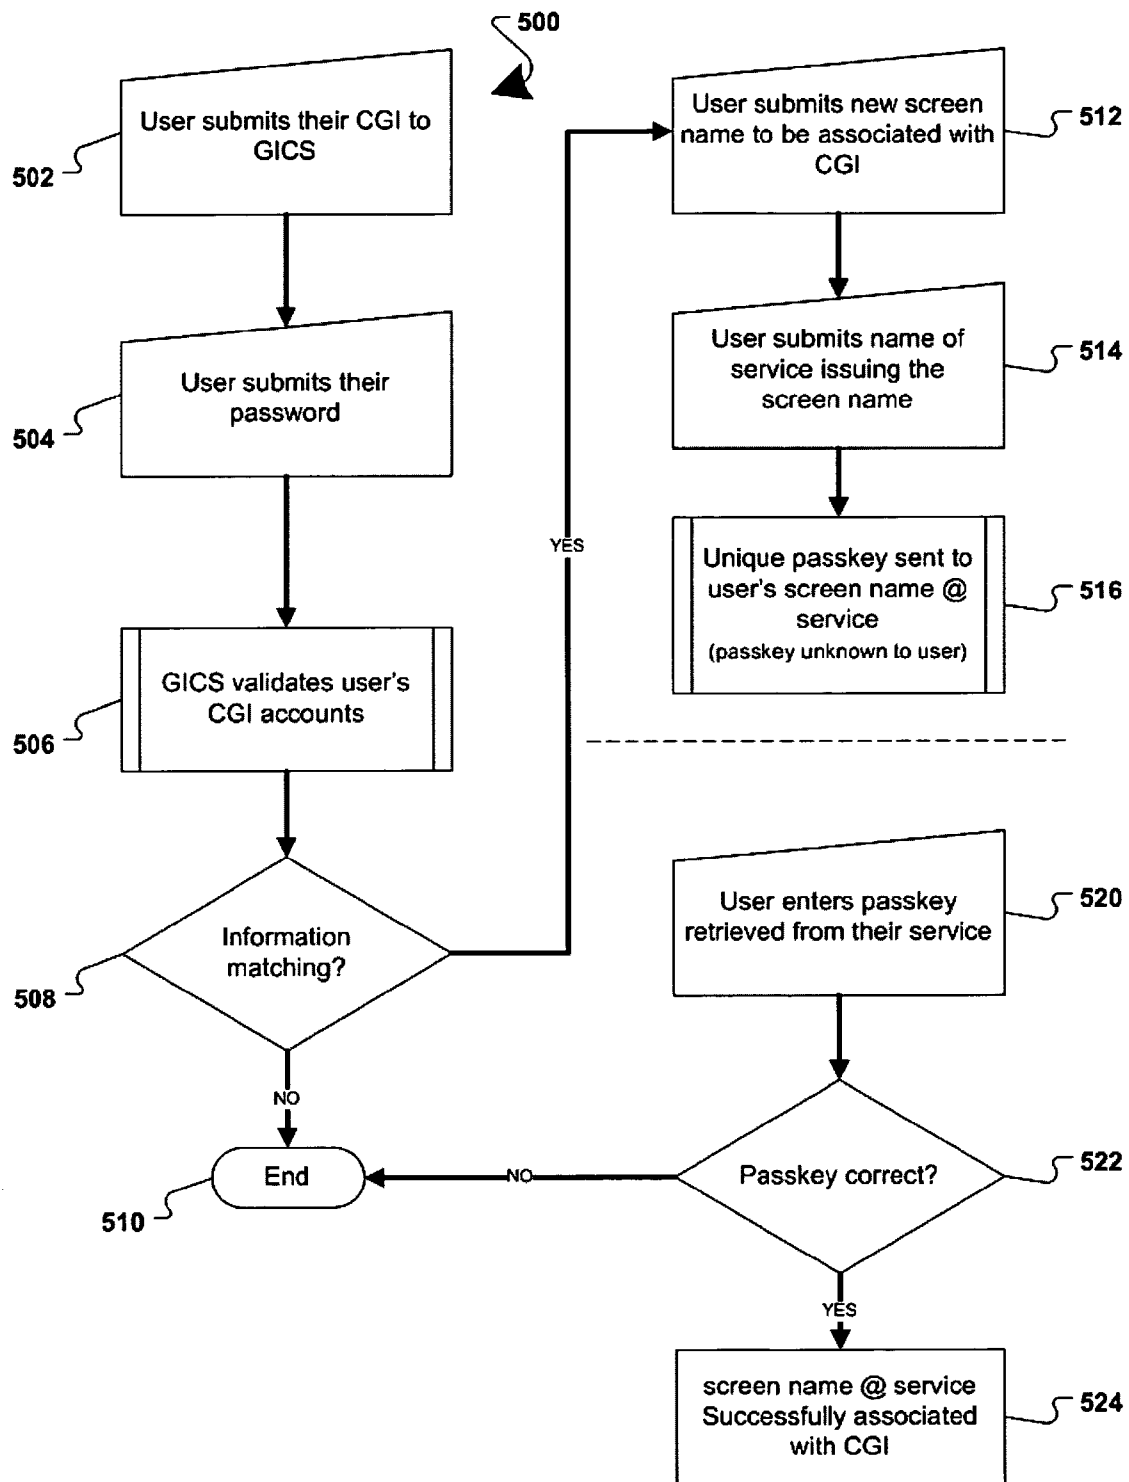 500
User submits their CGI to
GICS
502
User submits their
password
504
GICS validates user's
CGI accounts
506
Information
matching?
508
YES
NO
End
510
User submits new screen
name to be associated with
CGI
512
User submits name of
service issuing the
screen name
514
Unique passkey sent to
user's screen name @
service
(passkey unknown to user)
516
User enters passkey
retrieved from their service
520
Passkey correct?
522
NO
YES
screen name @ service
Successfully associated
with CGI
524